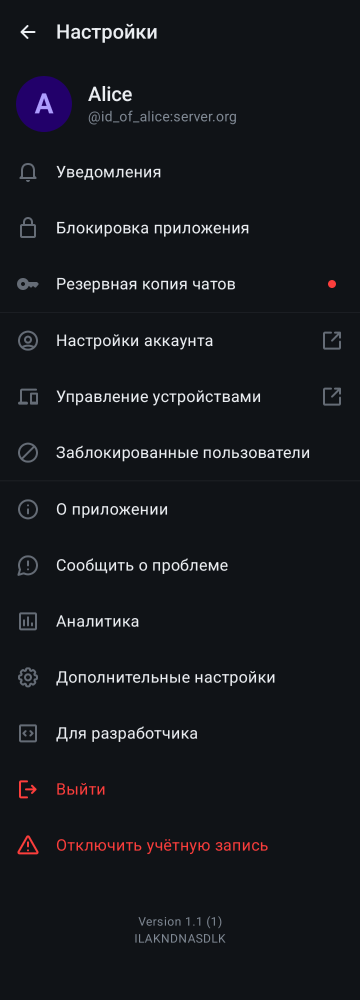 Настройки
A
Alice
@id_of_alice:server.org
Уведомления
Блокировка приложения
Резервная копия чатов
Настройки аккаунта
Управление устройствами
Заблокированные пользователи
О приложении
Сообщить о проблеме
Аналитика
Дополнительные настройки
Для разработчика
Выйти
Отключить учётную запись
Version 1.1 (1)
ILAKNDNASDLK